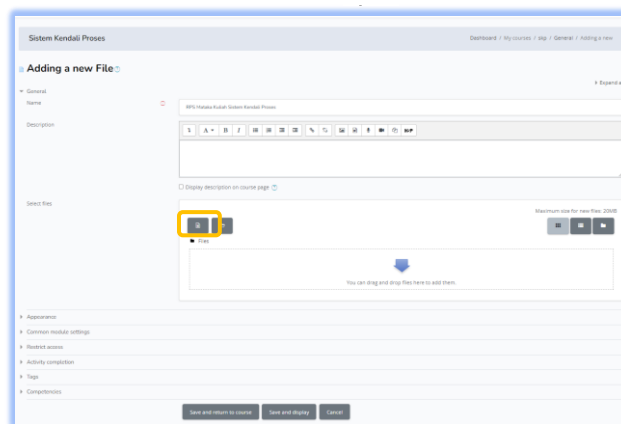 Sistem Kendali Proses
Dashboard / My courses / skp / General / Adding a new
Adding a new File
Expand a
General
Name
RPS Mataka Kuliah Sistem Kendali Proses
Description
A B I
Display description on course page
Select files
Maximum size for new files: 20MB
Files
You can drag and drop files here to add them.
Appearance
Common module settings
Restrict access
Activity completion
Tags
Competencies
Save and return to course Save and display Cancel